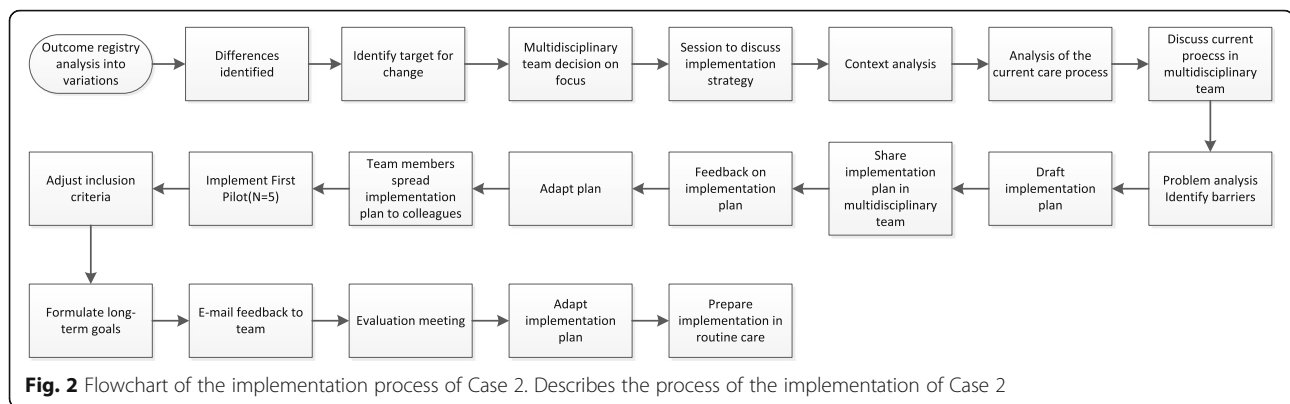 Outcome registry
analysis into
variations
Differences
identified
Identify target for
change
Multidisciplinary
team decision on
focus
Session to discuss
implementation
strategy
Context analysis
Analysis of the
current care process
Discuss current
proecss in
multidisciplinary
team
Problem analysis
Identify barriers
Draft
implementation
plan
Share
implementation
plan in
multidisciplinary
team
Feedback on
implementation
plan
Adapt plan
Team members
spread
implementation
plan to colleagues
Implement First
Pilot(N=5)
Adjust inclusion
criteria
Formulate long-
term goals
E-mail feedback to
team
Evaluation meeting
Adapt
implementation
plan
Prepare
implementation in
routine care
Fig. 2 Flowchart of the implementation process of Case 2. Describes the process of the implementation of Case 2